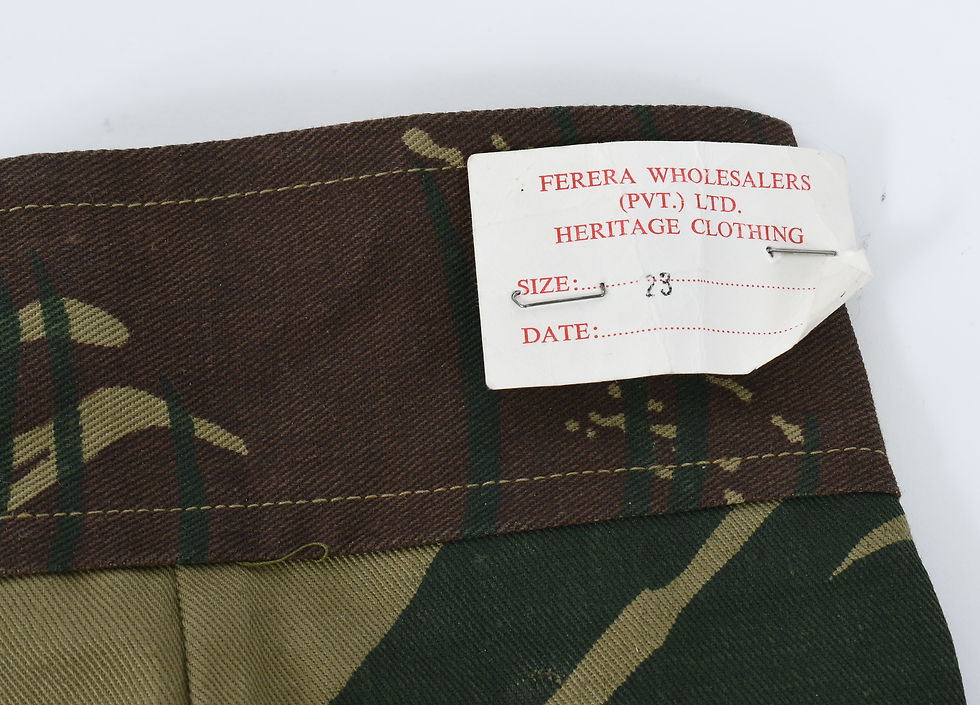 FERERA WHOLESALERS
(PVT.) LTD.
HERITAGE CLOTHING
SIZE:....... 23 ..............................
DATE:........................................